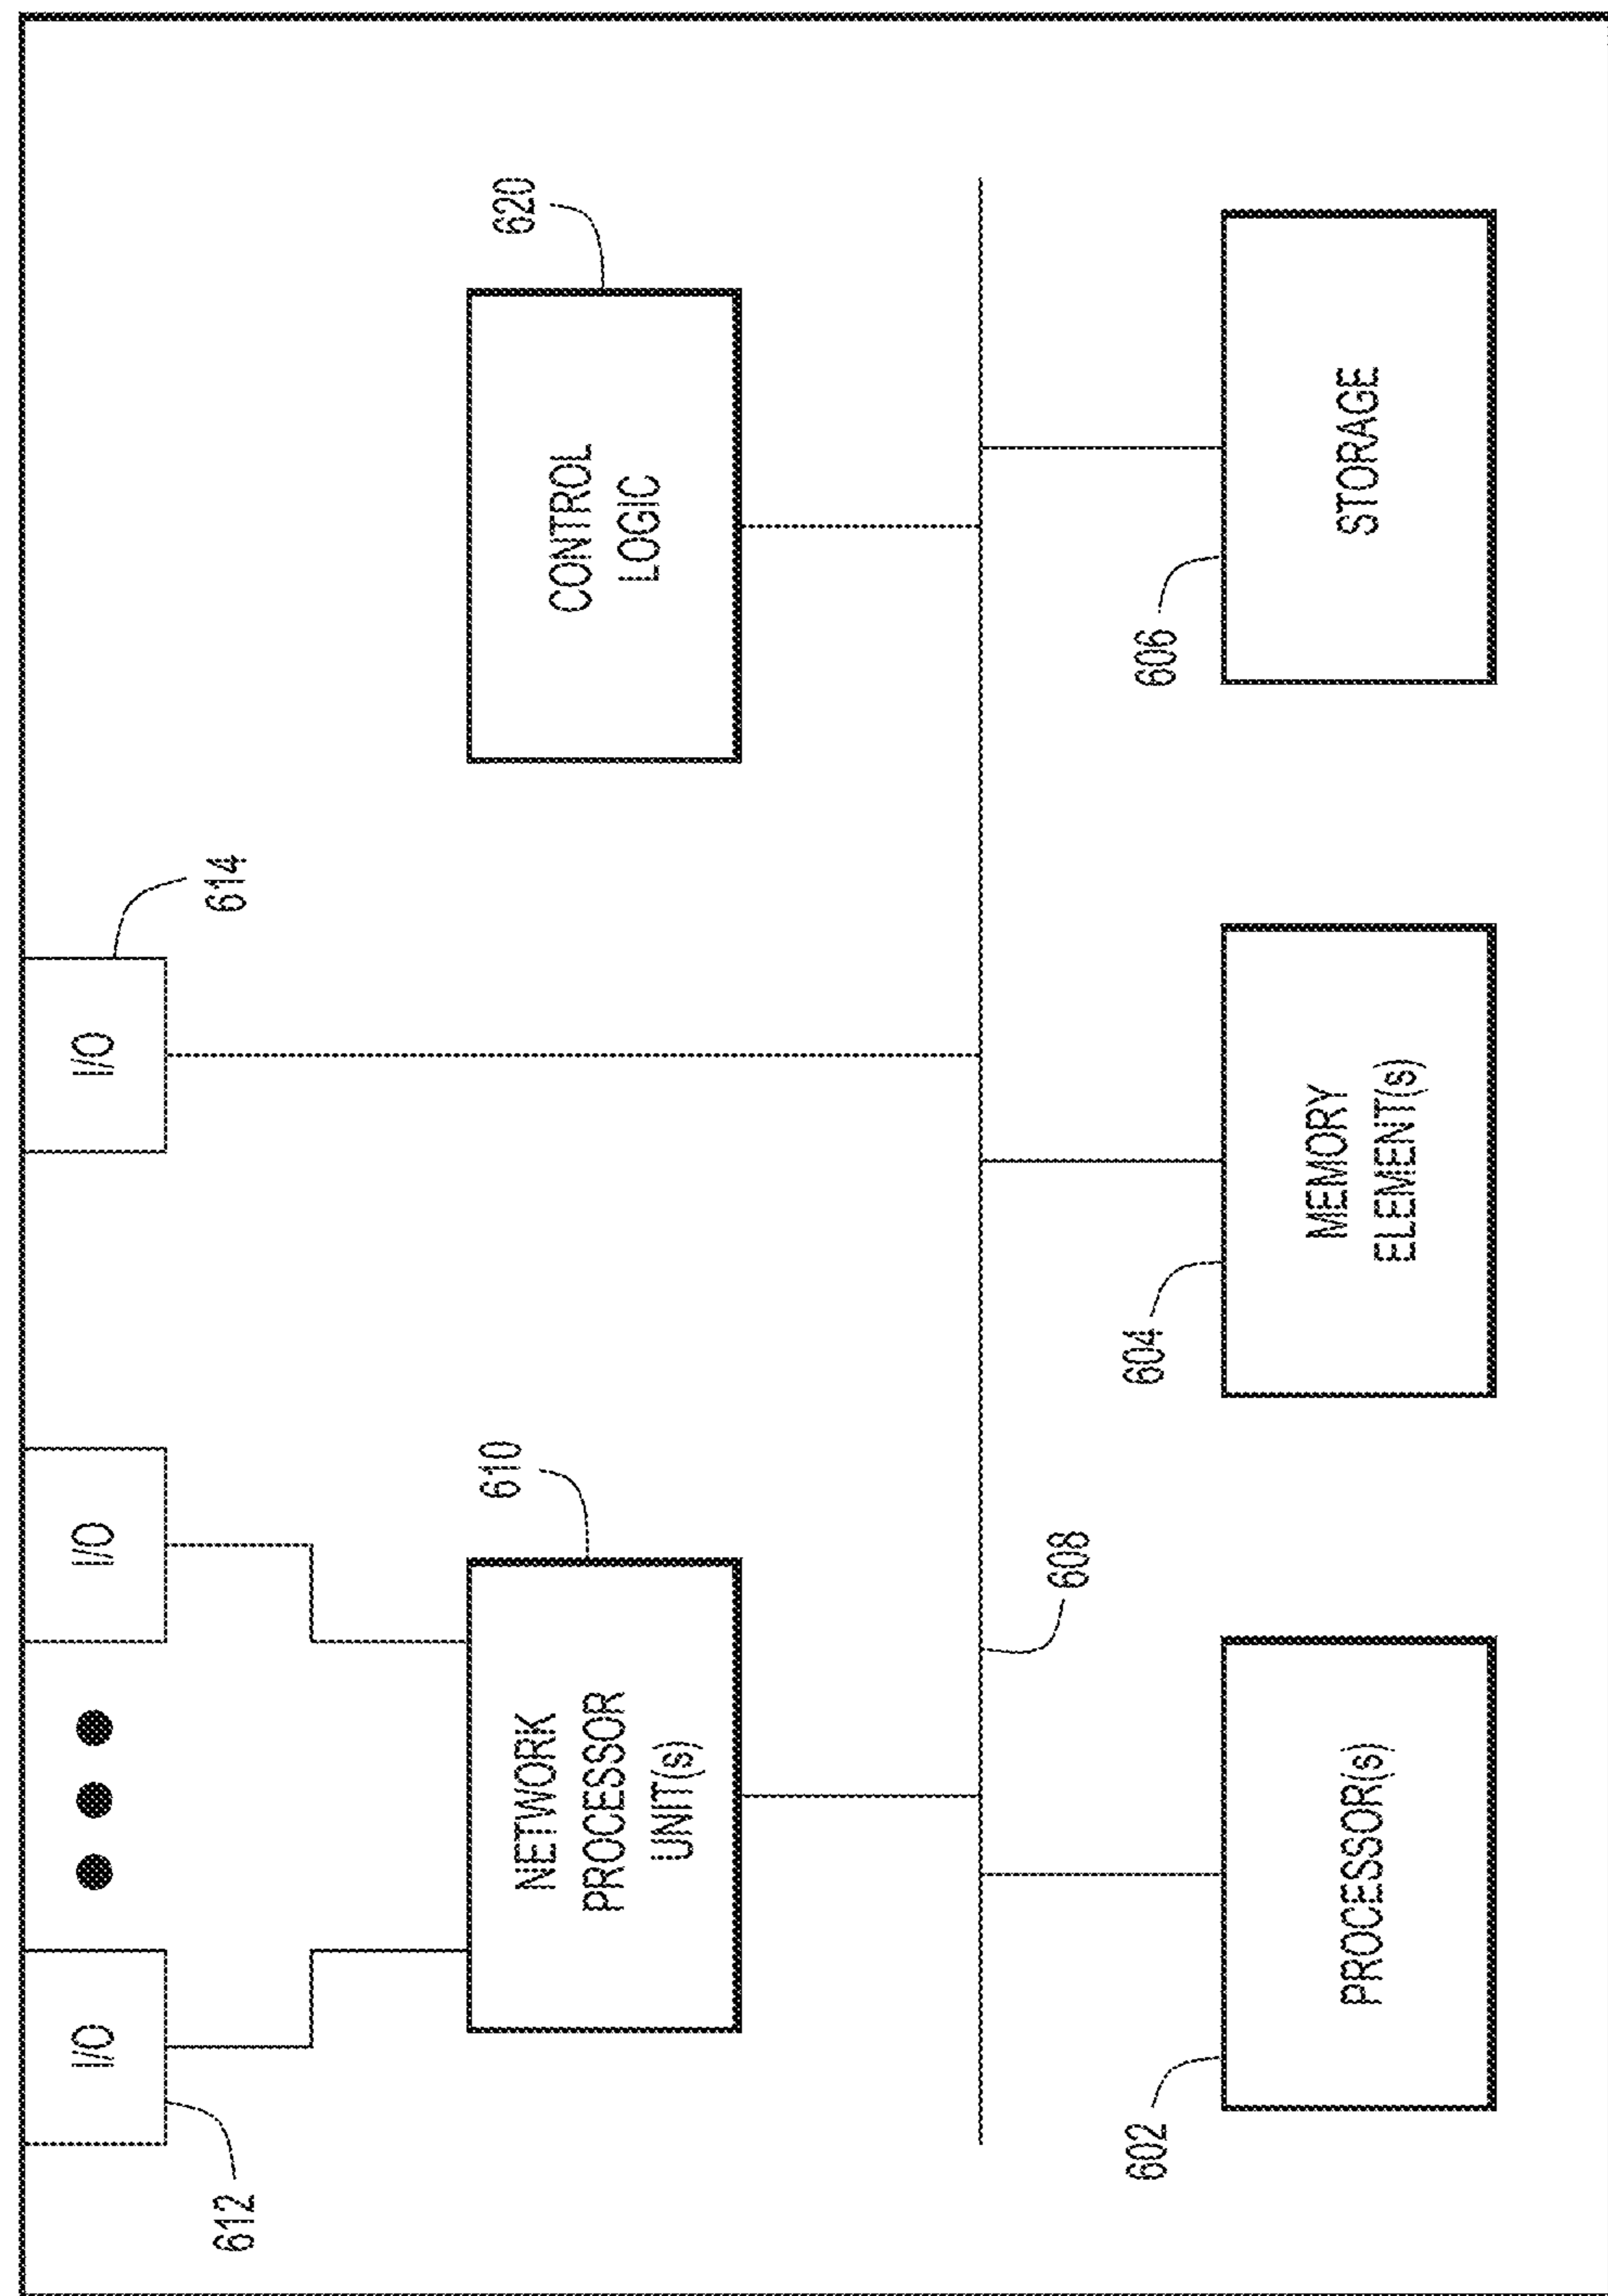 I/O
I/O
I/O
612
614
610
620
NETWORK
PROCESSOR
UNIT(s)
CONTROL
LOGIC
608
602
604
606
PROCESSOR(s)
MEMORY
ELEMENT(s)
STORAGE